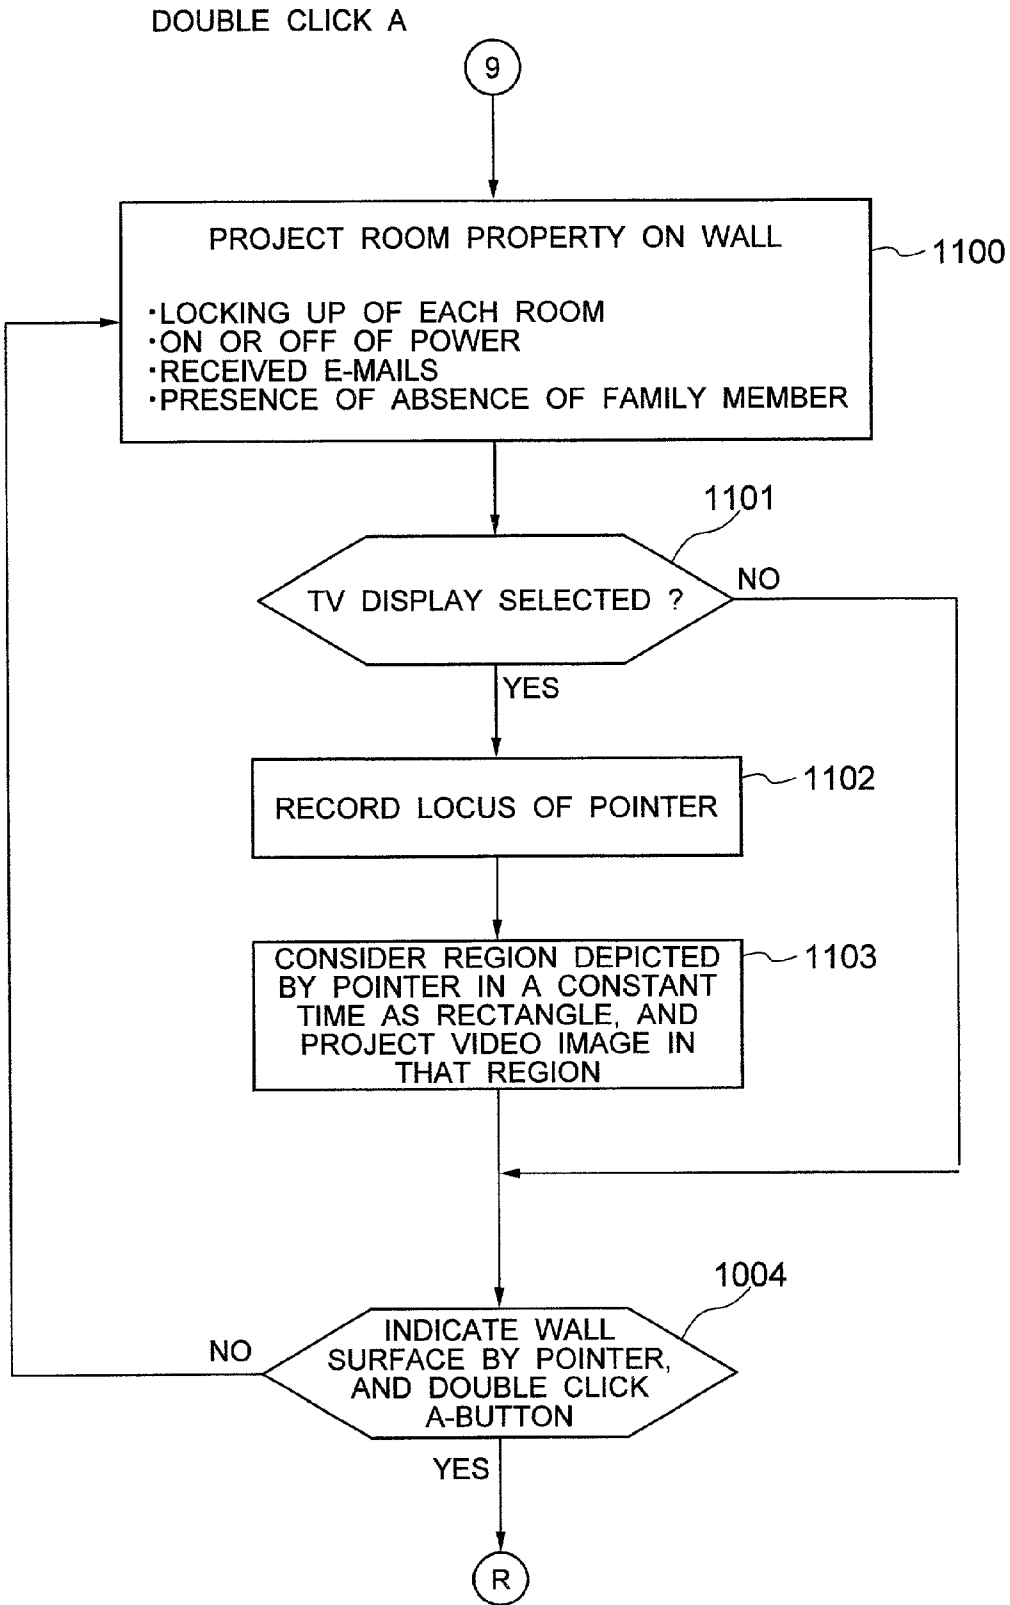 DOUBLE CLICK A
9
PROJECT ROOM PROPERTY ON WALL
1100
・LOCKING UP OF EACH ROOM
・ON OR OFF OF POWER
・RECEIVED E-MAILS
・PRESENCE OF ABSENCE OF FAMILY MEMBER
1101
TV DISPLAY SELECTED ?
NO
YES
1102
RECORD LOCUS OF POINTER
1103
CONSIDER REGION DEPICTED
BY POINTER IN A CONSTANT
TIME AS RECTANGLE, AND
PROJECT VIDEO IMAGE IN
THAT REGION
1004
INDICATE WALL
SURFACE BY POINTER,
AND DOUBLE CLICK
A-BUTTON
NO
YES
R